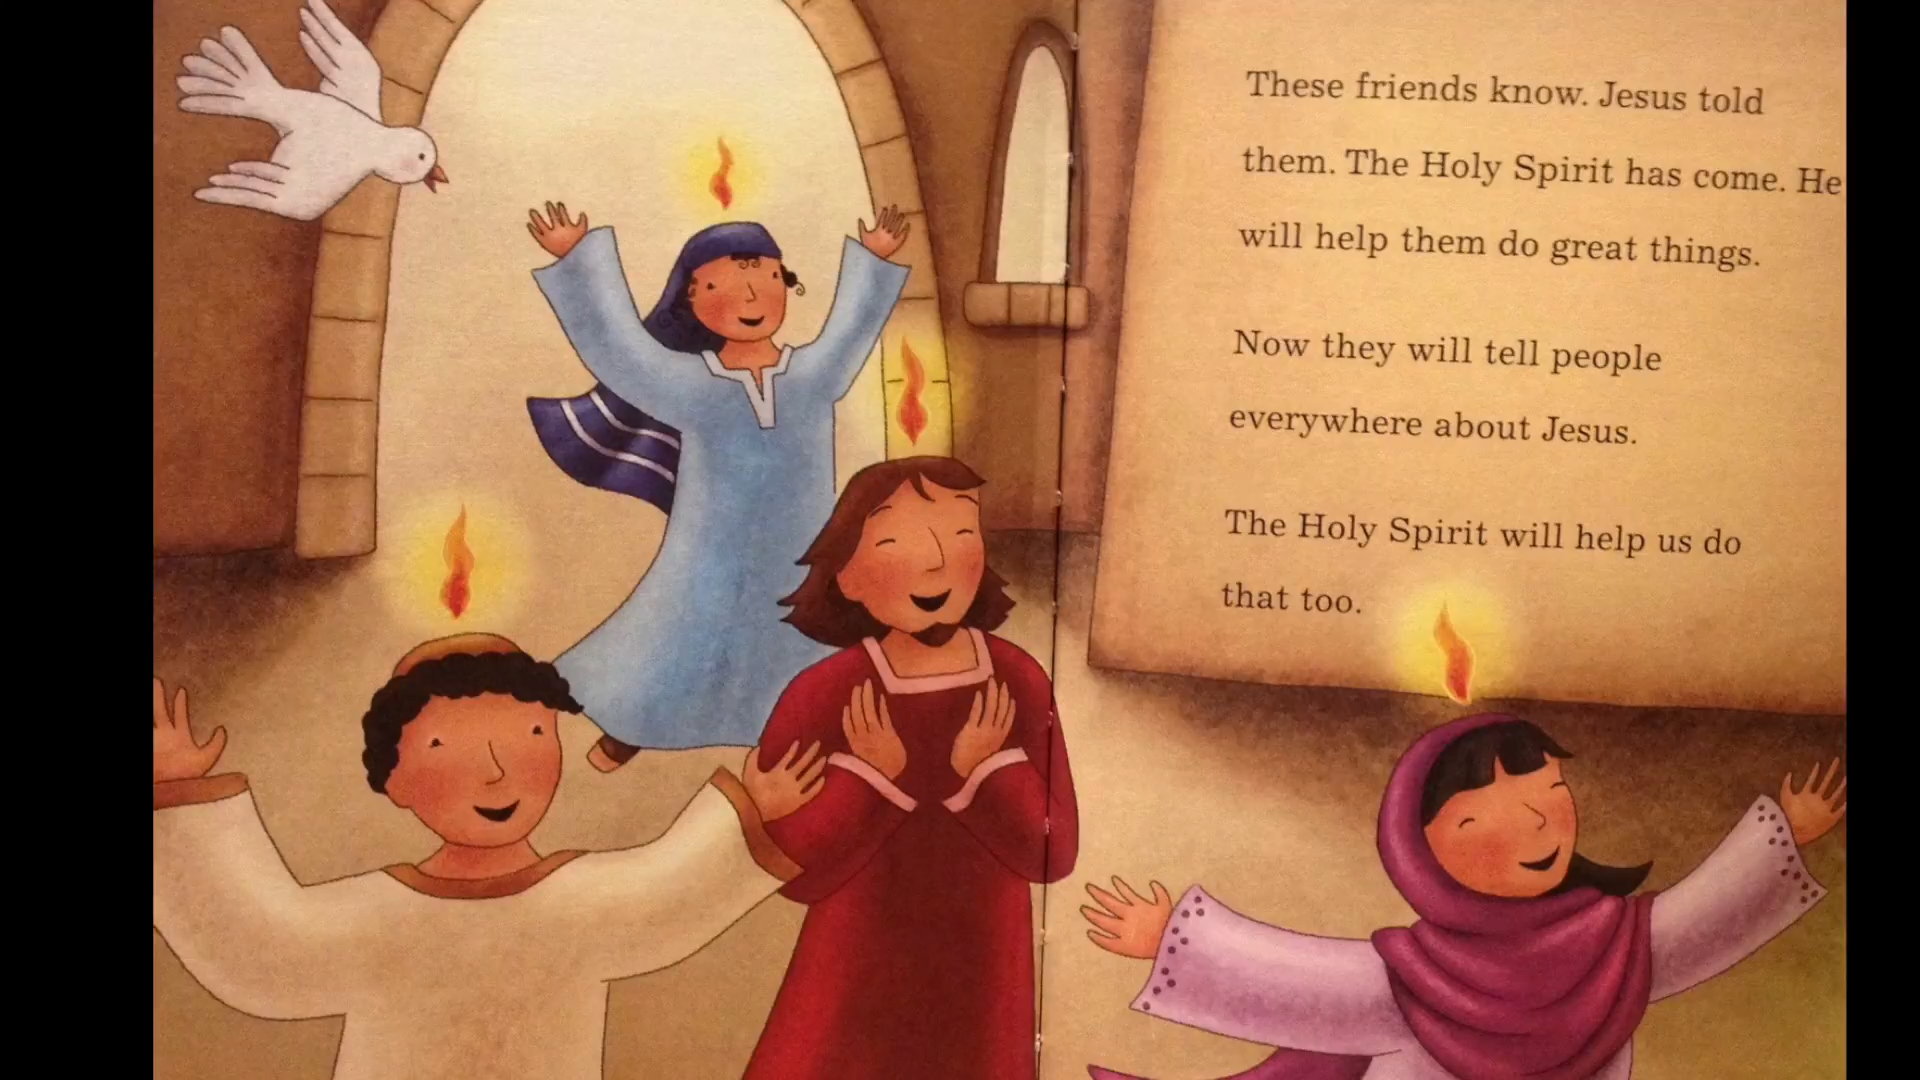 These friends know. Jesus told
them. The Holy Spirit has come. He
will help them do great things.
Now they will tell people
everywhere about Jesus.
The Holy Spirit will help us do
that too.